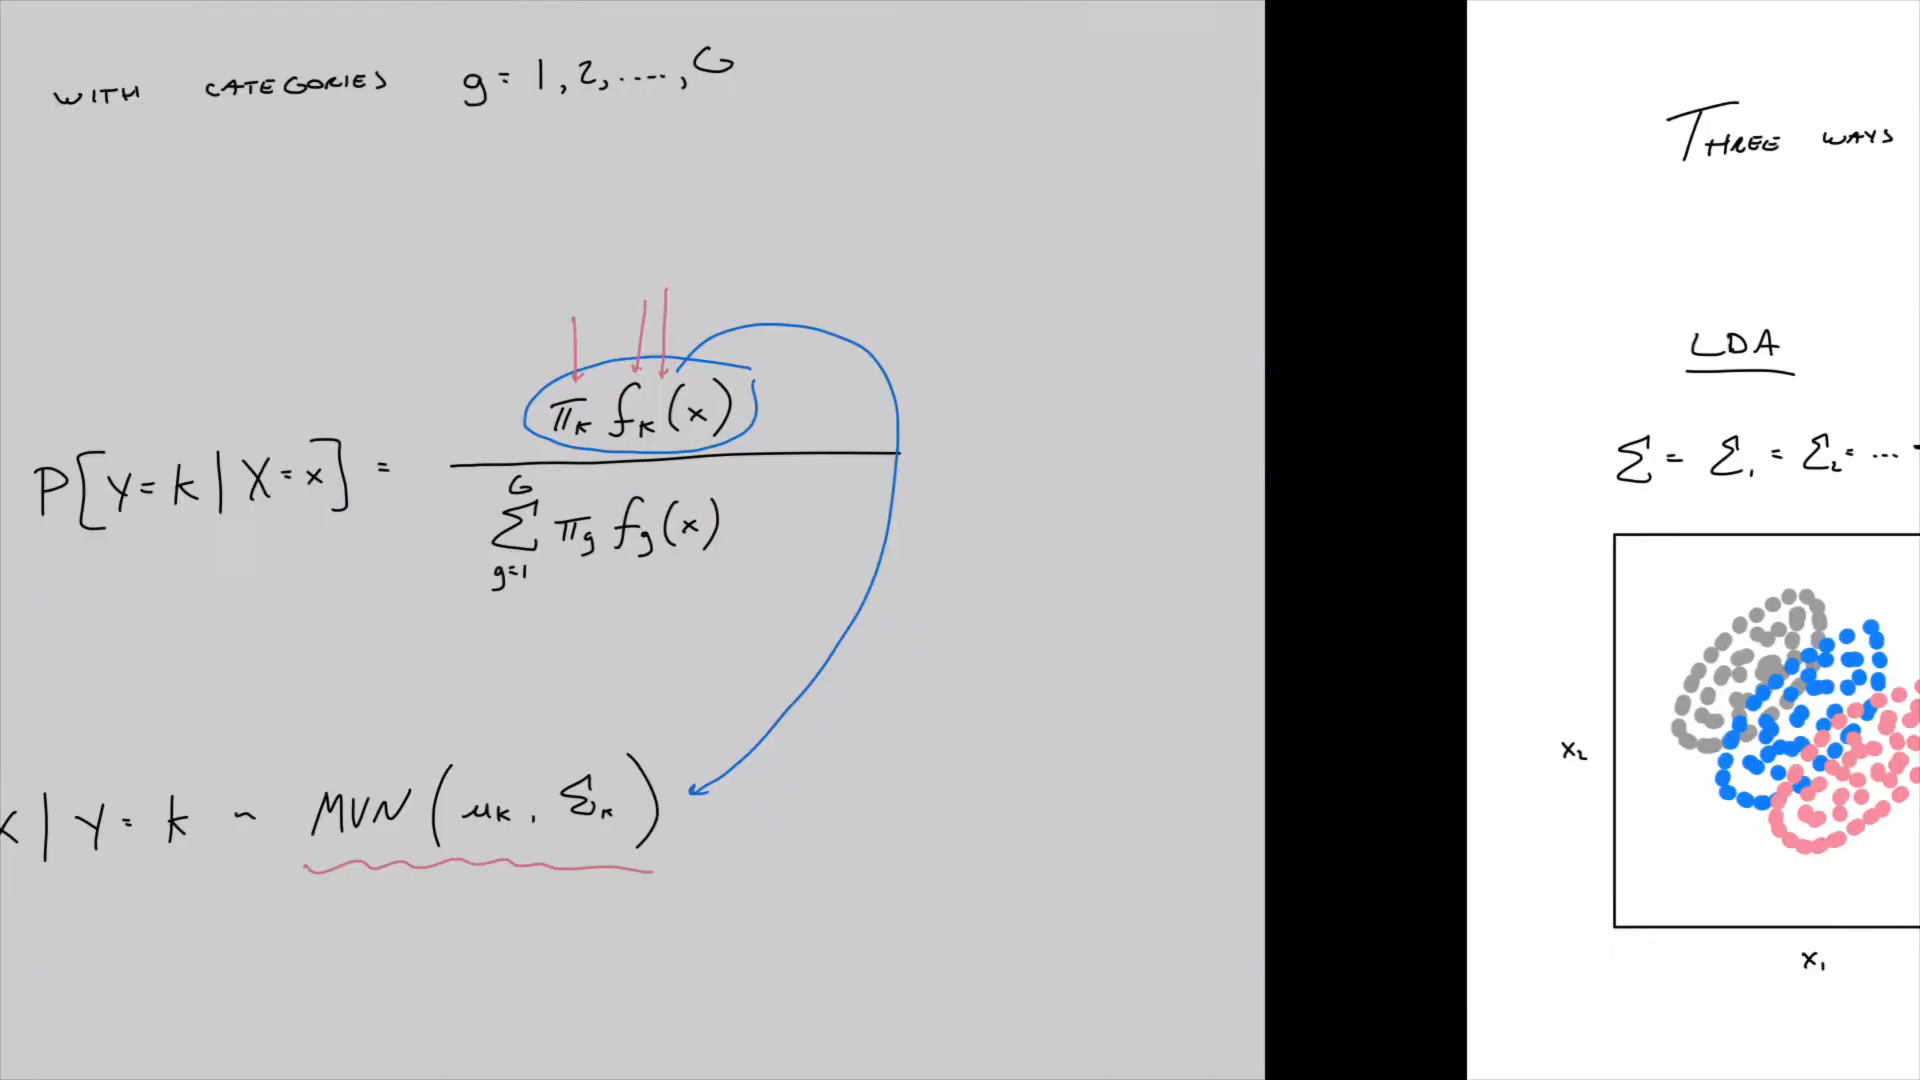 WITH CATEGORIES g = 1, 2, ...., G
P[Y = k | X = x] =
π_k f_k(x)
G
∑ π_g f_g(x)
g=1
X | Y = k ~ MVN(μ_k, Σ_k)
THREE WAYS
LDA
Σ = Σ_1 = Σ_2 = ...
x_2
x_1